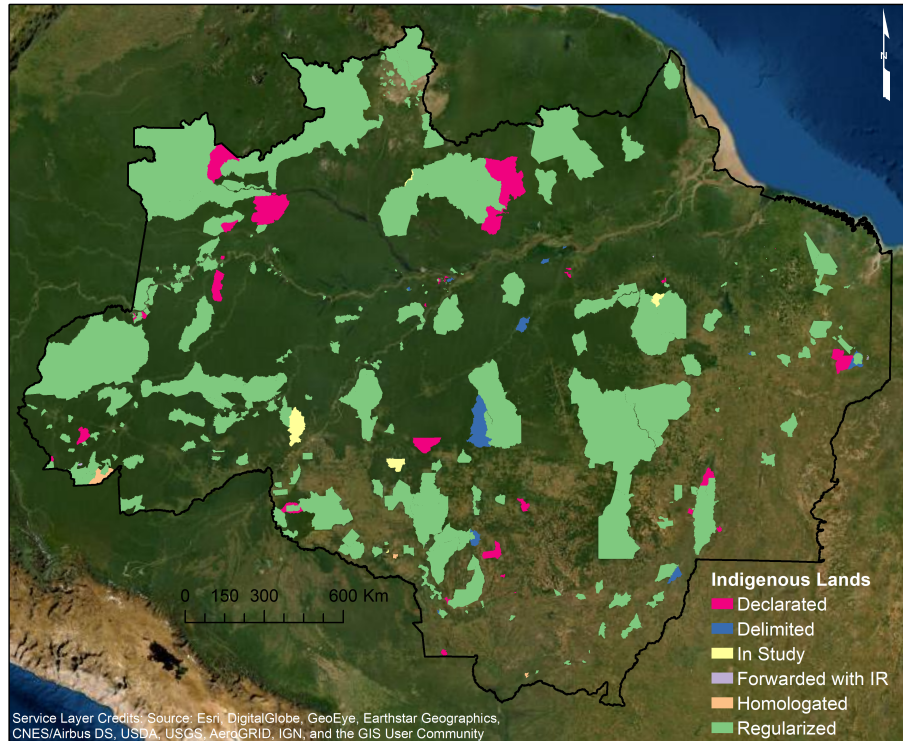 N
Indigenous Lands
Declarated
Delimited
In Study
Forwarded with IR
Homologated
Regularized
0 150 300 600 Km
Service Layer Credits: Source: Esri, DigitalGlobe, GeoEye, Earthstar Geographics,
CNES/Airbus DS, USDA, USGS, AeroGRID, IGN, and the GIS User Community